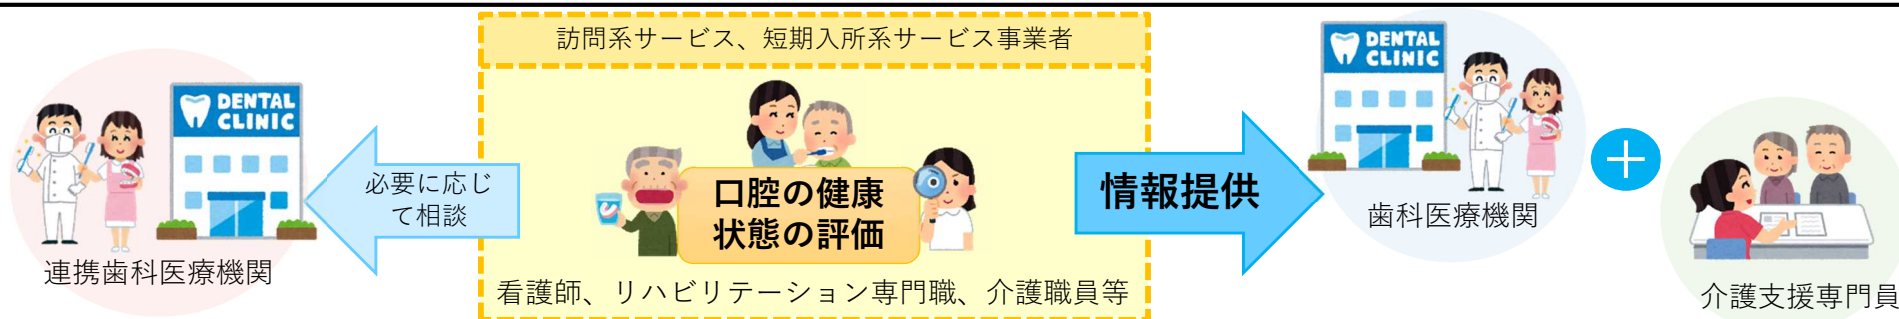 訪問系サービス、短期入所系サービス事業者
DENTAL
CLINIC
必要に応じ
て相談
連携歯科医療機関
口腔の健康
状態の評価
看護師、リハビリテーション専門職、介護職員等
情報提供
DENTAL
CLINIC
歯科医療機関
+
介護支援専門員